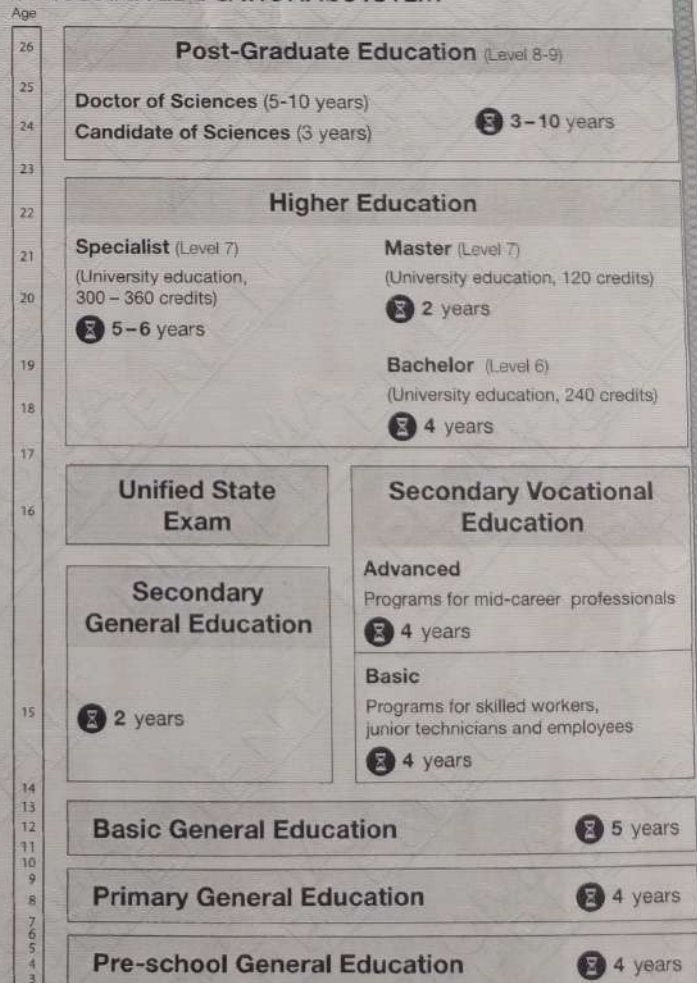 Age
26
Post-Graduate Education (Level 8-9)
25
Doctor of Sciences (5-10 years)
24
Candidate of Sciences (3 years)
3–10 years
23
22
Higher Education
21
Specialist (Level 7)
(University education,
20
300 – 360 credits)
5–6 years
Master (Level 7)
(University education, 120 credits)
2 years
19
Bachelor (Level 6)
(University education, 240 credits)
18
4 years
17
16
Unified State
Exam
Secondary Vocational
Education
Advanced
Programs for mid-career professionals
4 years
Secondary
General Education
15
2 years
Basic
Programs for skilled workers,
junior technicians and employees
4 years
14
13
12
Basic General Education
5 years
11
10
9
8
Primary General Education
4 years
7
6
5
4
Pre-school General Education
4 years
3